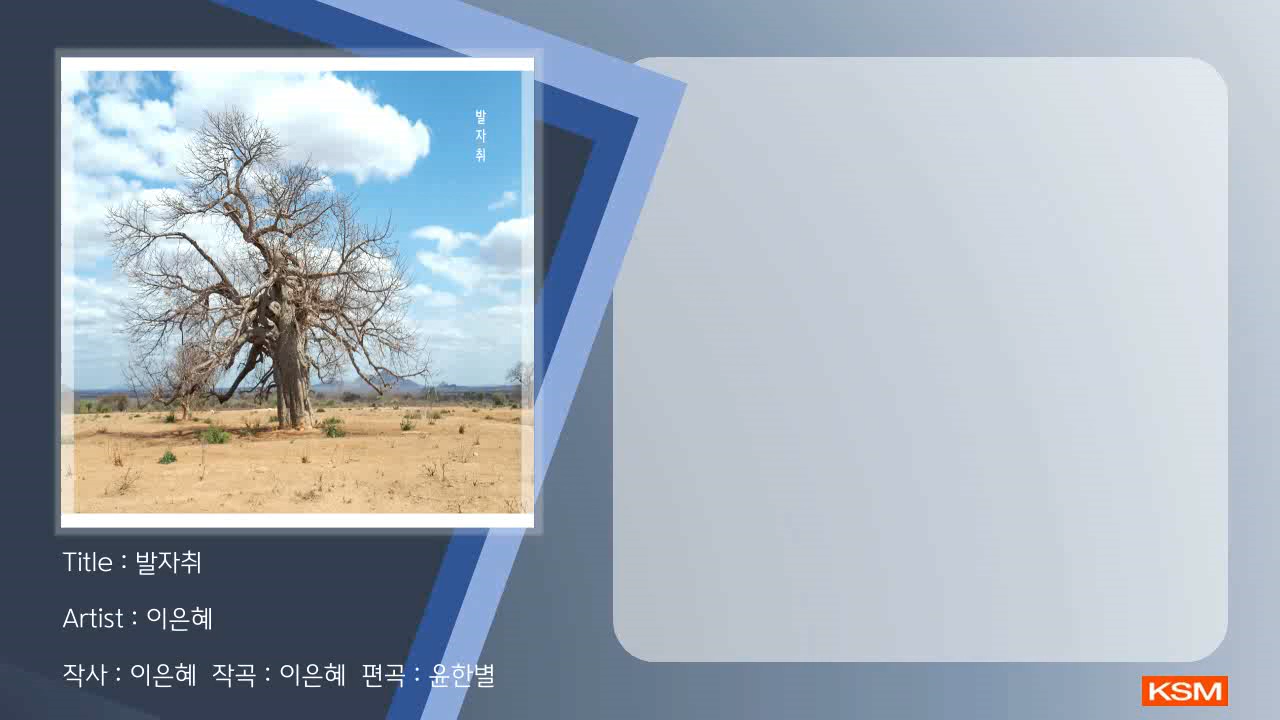 발자취
Title : 발자취
Artist : 이은혜
작사 : 이은혜 작곡 : 이은혜 편곡 : 윤한별
KSM